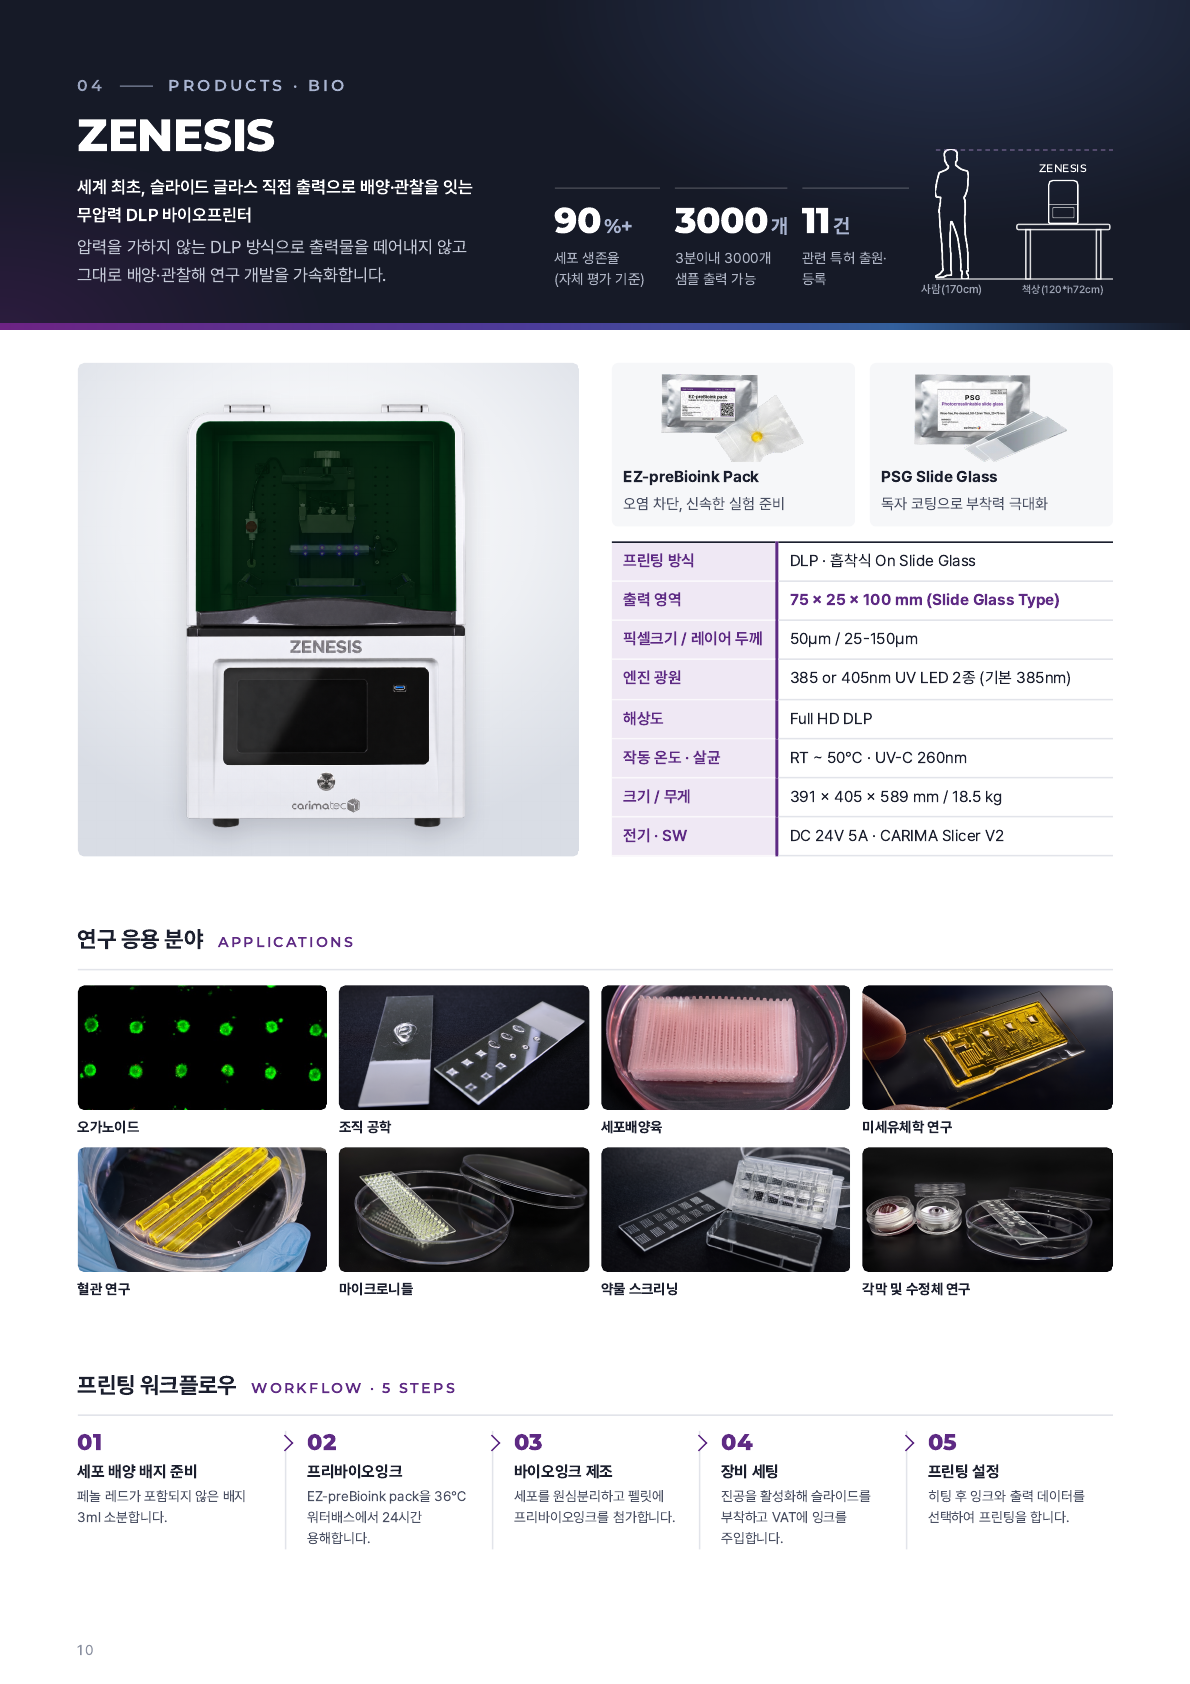 04 PRODUCTS · BIO
ZENESIS
세계 최초, 슬라이드 글라스 직접 출력으로 배양·관찰을 잇는
무압력 DLP 바이오프린터
압력을 가하지 않는 DLP 방식으로 출력물을 떼어내지 않고
그대로 배양·관찰해 연구 개발을 가속화합니다.
90%+
세포 생존율
(자체 평가 기준)
3000개
3분이내 3000개
샘플 출력 가능
11건
관련 특허 출원·
등록
ZENESIS
사람(170cm)
책상(120*h72cm)
ZENESIS
carimatec
EZ-preBioink pack
EZ-preBioink Pack
오염 차단, 신속한 실험 준비
PSG
Photocrosslinkable slide glass
PSG Slide Glass
독자 코팅으로 부착력 극대화
프린팅 방식 DLP · 흡착식 On Slide Glass
출력 영역 75 × 25 × 100 mm (Slide Glass Type)
픽셀크기 / 레이어 두께 50μm / 25-150μm
엔진 광원 385 or 405nm UV LED 2종 (기본 385nm)
해상도 Full HD DLP
작동 온도 · 살균 RT ~ 50°C · UV-C 260nm
크기 / 무게 391 × 405 × 589 mm / 18.5 kg
전기 · SW DC 24V 5A · CARIMA Slicer V2
연구 응용 분야 APPLICATIONS
오가노이드
조직 공학
세포배양육
미세유체학 연구
혈관 연구
마이크로니들
약물 스크리닝
각막 및 수정체 연구
프린팅 워크플로우 WORKFLOW · 5 STEPS
01
세포 배양 배지 준비
페놀 레드가 포함되지 않은 배지
3ml 소분합니다.
02
프리바이오잉크
EZ-preBioink pack을 36°C
워터배스에서 24시간
용해합니다.
03
바이오잉크 제조
세포를 원심분리하고 펠릿에
프리바이오잉크를 첨가합니다.
04
장비 세팅
진공을 활성화해 슬라이드를
부착하고 VAT에 잉크를
주입합니다.
05
프린팅 설정
히팅 후 잉크와 출력 데이터를
선택하여 프린팅을 합니다.
10